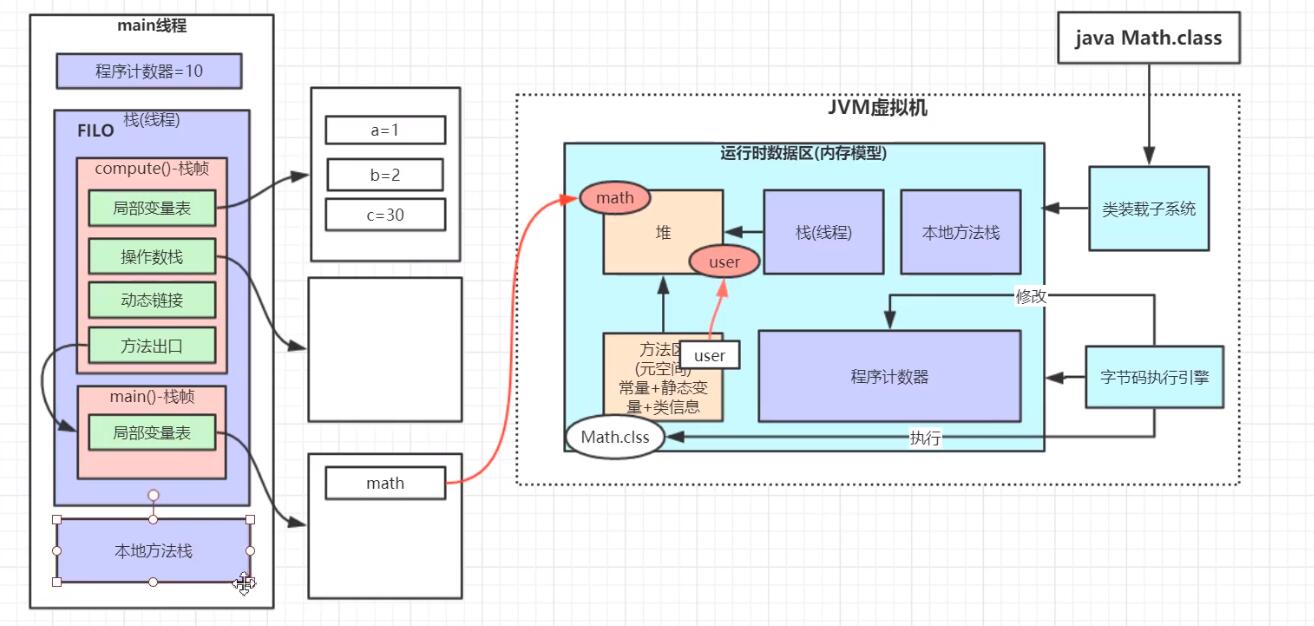 main线程
程序计数器=10
栈(线程)
FILO
compute()-栈帧
局部变量表
操作数栈
动态链接
方法出口
main()-栈帧
局部变量表
本地方法栈
a=1
b=2
c=30
math
java Math.class
JVM虚拟机
运行时数据区(内存模型)
math
堆
user
栈(线程)
本地方法栈
类装载子系统
修改
方法区
(元空间)
常量+静态变
量+类信息
user
程序计数器
字节码执行引擎
Math.clss
执行